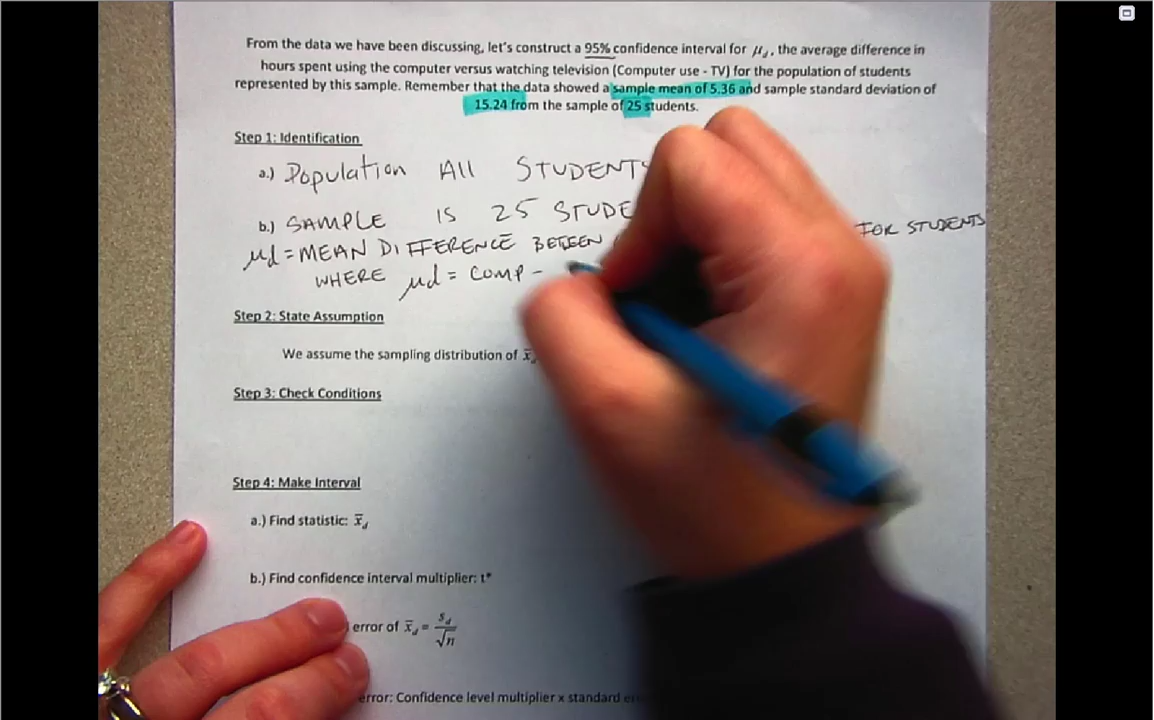 From the data we have been discussing, let's construct a 95% confidence interval for μd, the average difference in
hours spent using the computer versus watching television (Computer use - TV) for the population of students
represented by this sample. Remember that the data showed a sample mean of 5.36 and sample standard deviation of
15.24 from the sample of 25 students.
Step 1: Identification
a.) Population All STUDENTS
b.) SAMPLE IS 25
μd = MEAN DIFFERENCE BETEEN FOR STUDENTS
WHERE μd = COMP -
Step 2: State Assumption
We assume the sampling distribution of x̄d
Step 3: Check Conditions
Step 4: Make Interval
a.) Find statistic: x̄d
b.) Find confidence interval multiplier: t*
error of x̄d = sd/√n
error: Confidence level multiplier x standard